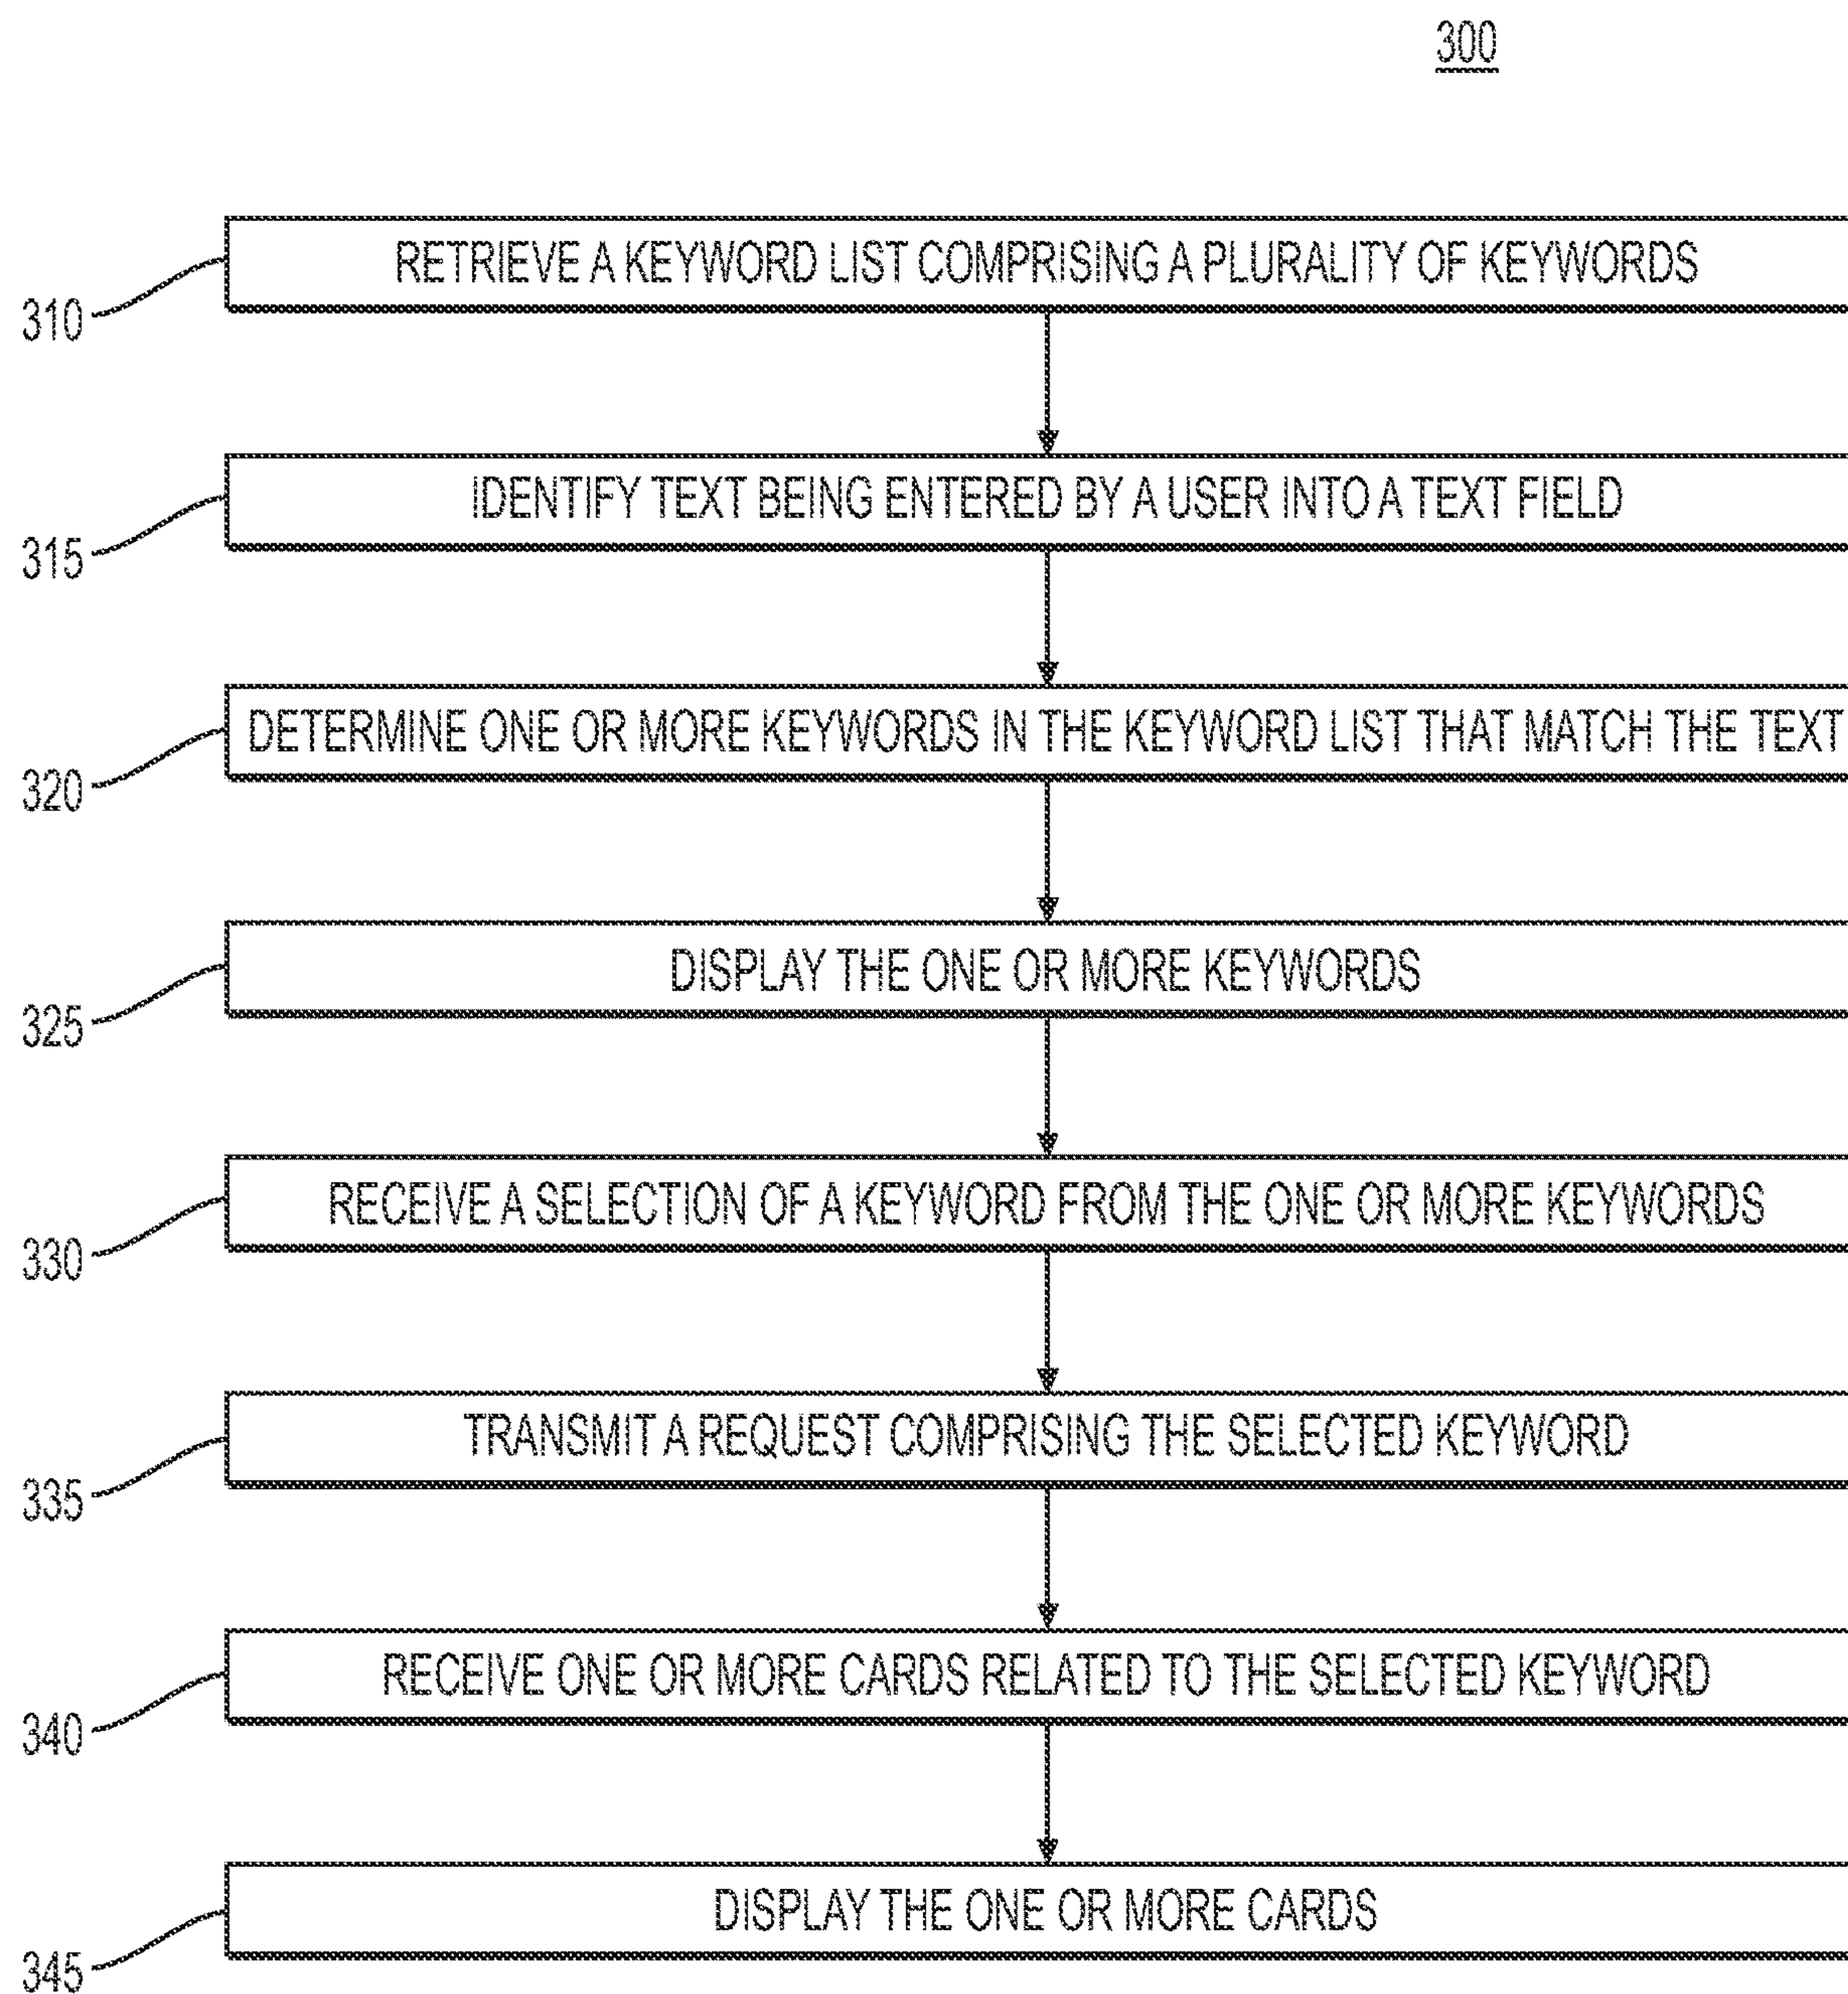 300
RETRIEVE A KEYWORD LIST COMPRISING A PLURALITY OF KEYWORDS
310
IDENTIFY TEXT BEING ENTERED BY A USER INTO A TEXT FIELD
315
DETERMINE ONE OR MORE KEYWORDS IN THE KEYWORD LIST THAT MATCH THE TEXT
320
DISPLAY THE ONE OR MORE KEYWORDS
325
RECEIVE A SELECTION OF A KEYWORD FROM THE ONE OR MORE KEYWORDS
330
TRANSMIT A REQUEST COMPRISING THE SELECTED KEYWORD
335
RECEIVE ONE OR MORE CARDS RELATED TO THE SELECTED KEYWORD
340
DISPLAY THE ONE OR MORE CARDS
345